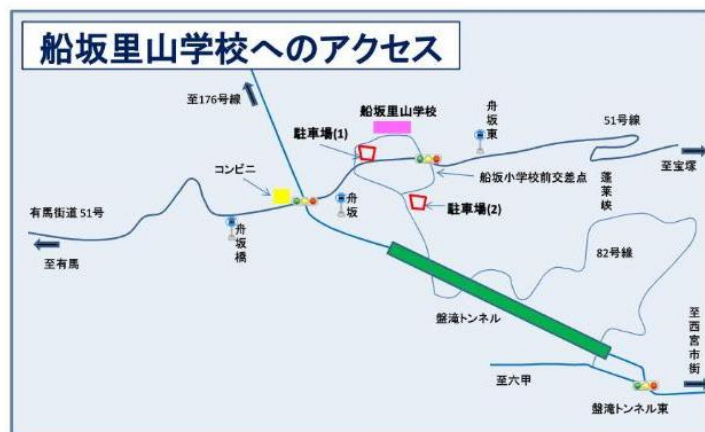 船坂里山学校へのアクセス
至176号線
船坂里山学校
舟坂東
51号線
駐車場(1)
至宝塚
コンビニ
船坂小学校前交差点
蓬莱峡
舟坂
駐車場(2)
有馬街道 51号
舟坂橋
至有馬
82号線
盤滝トンネル
至西宮市街
至六甲
盤滝トンネル東